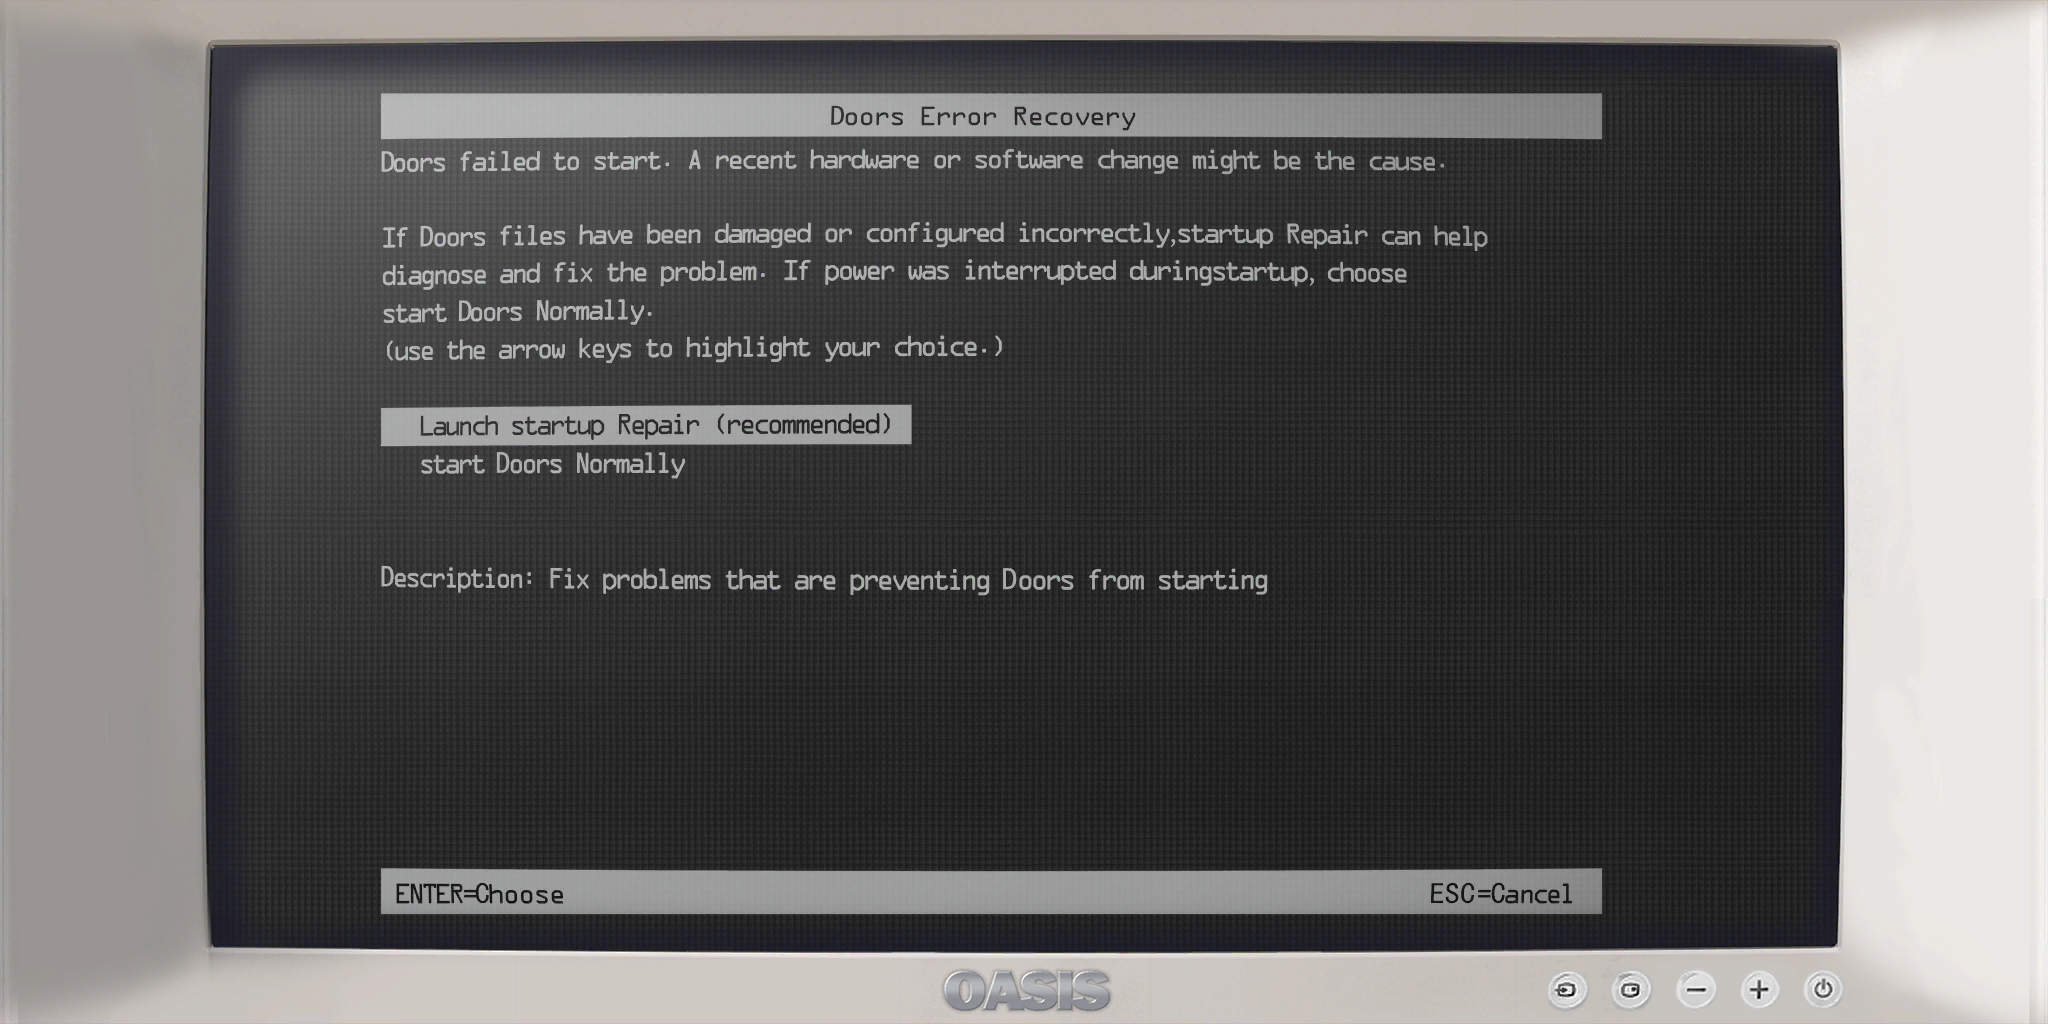 Doors Error Recovery
Doors failed to start. A recent hardware or software change might be the cause.
If Doors files have been damaged or configured incorrectly,startup Repair can help
diagnose and fix the problem. If power was interrupted duringstartup, choose
start Doors Normally.
(use the arrow keys to highlight your choice.)
Launch startup Repair (recommended)
start Doors Normally
Description: Fix problems that are preventing Doors from starting
ENTER=Choose ESC=Cancel
OASIS